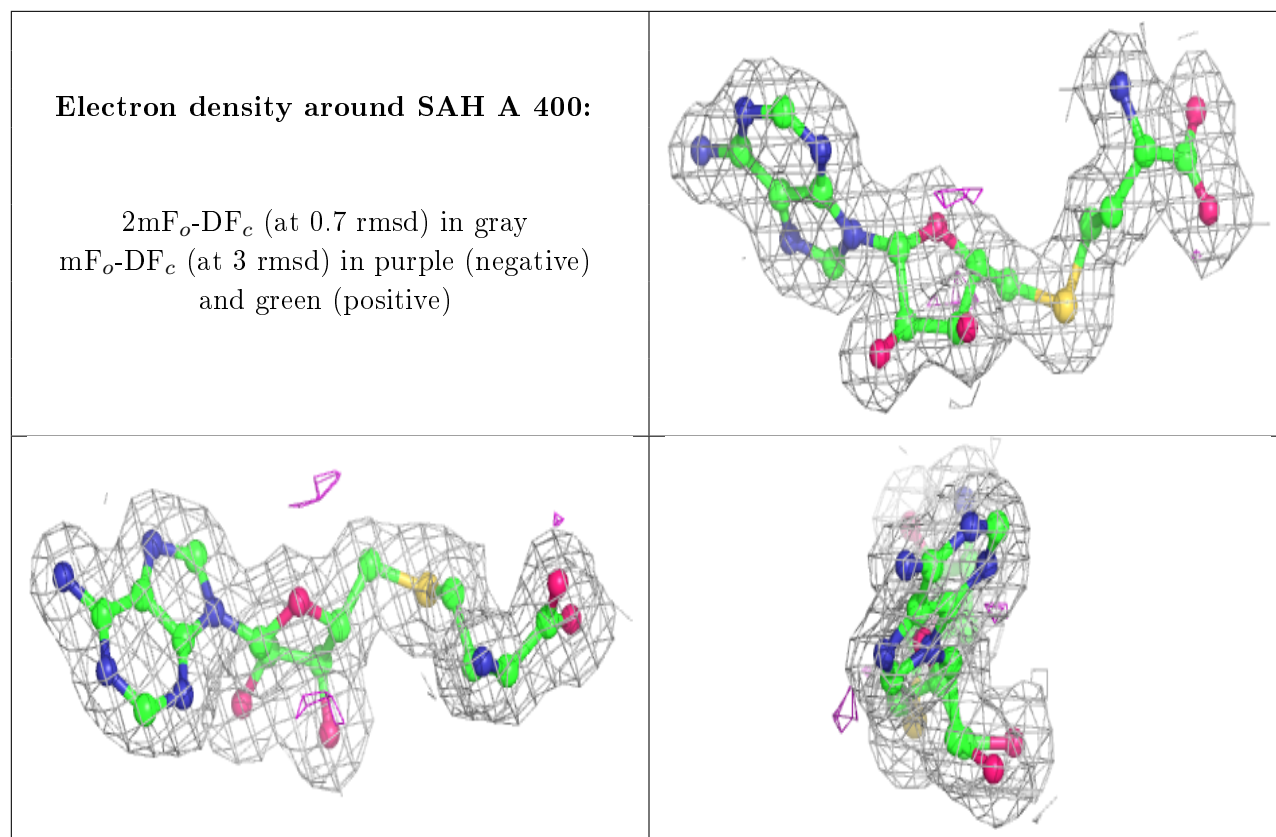 Electron density around SAH A 400:
2mFo-DFc (at 0.7 rmsd) in gray
mFo-DFc (at 3 rmsd) in purple (negative)
and green (positive)